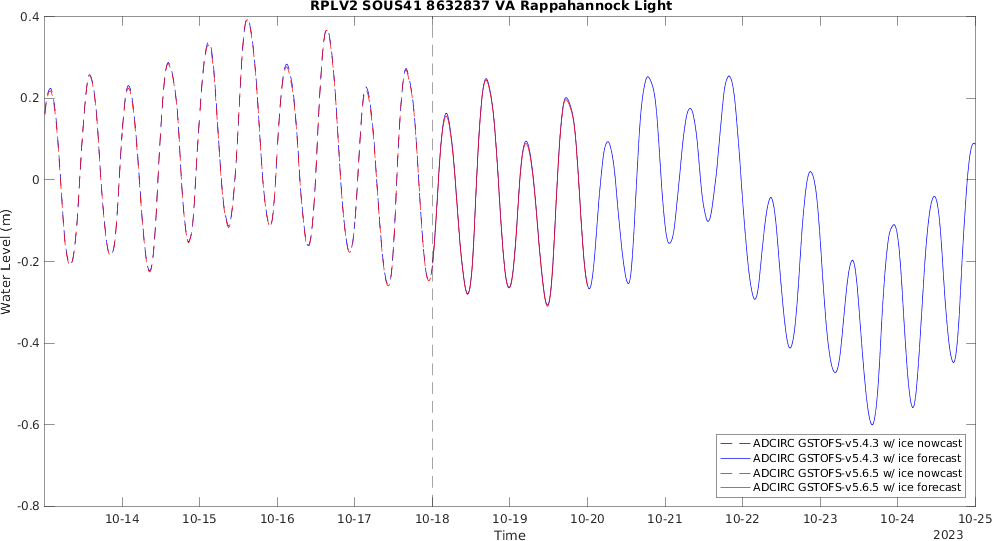 RPLV2 SOUS41 8632837 VA Rappahannock Light
0.4
0.2
0
-0.2
-0.4
-0.6
-0.8
Water Level (m)
ADCIRC GSTOFS-v5.4.3 w/ ice nowcast
ADCIRC GSTOFS-v5.4.3 w/ ice forecast
ADCIRC GSTOFS-v5.6.5 w/ ice nowcast
ADCIRC GSTOFS-v5.6.5 w/ ice forecast
10-14 10-15 10-16 10-17 10-18 10-19 10-20 10-21 10-22 10-23 10-24 10-25
Time
2023